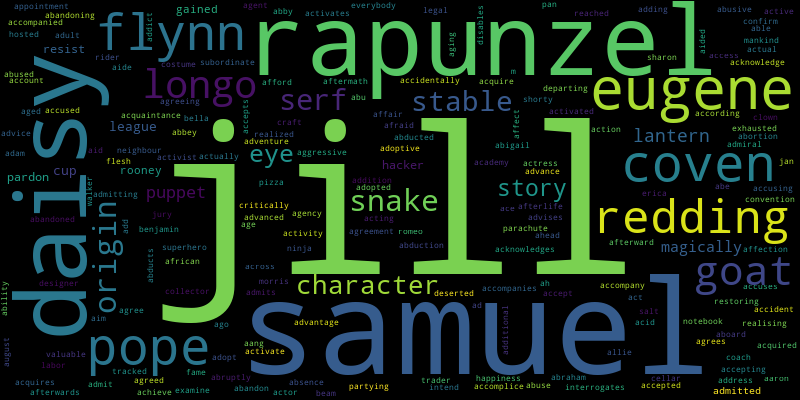 appointment
abandoning
accompanied
gained
abby
activates
everybody
legal
pan
reached
adding
abusive
active
confirm
able
mankind
hosted
adult
addict
flynn
agent
rapunzel
aging
disables
aided
actual
access
acknowledge
resist
rider
aide
costume
subordinate
sharon
abused
account
longo
afford
aftermath
accidentally
acquire
m
departing
eugene
aged
accused
acquaintance
agreeing
serf
abu
stable
shorty
activated
according
clown
advice
league
abbey
bella
accepts
realized
craft
affair
afraid
affect
action
lantern
exhausted
abortion
admiral
daisy
adam
neighbour
activist
actually
adventure
abducted
abigail
aid
flesh
rooney
eye
aggressive
adoptive
hacker
academy
actress
advance
coven
jan
pardon
cup
pizza
addition
adopted
story
accusing
walker
admitting
puppet
jill
snake
erica
abe
convention
abandoned
origin
add
jury
critically
advanced
agency
acting
ace
afterlife
advises
parachute
redding
benjamin
age
activity
agreement
romeo
ahead
afterward
abducts
superhero
ninja
abduction
acknowledges
magically
affection
african
across
goat
ability
designer
collector
morris
character
accompanies
ah
accompany
accuses
admits
deserted
accept
act
restoring
aim
agree
samuel
advantage
ad
additional
salt
accident
ago
acid
notebook
realising
august
pope
aang
activate
aboard
agrees
valuable
labor
adopt
allie
coach
acquired
tracked
fame
abruptly
cellar
accepting
acquires
admit
agreed
abandon
absence
partying
trader
happiness
abraham
accepted
address
aaron
afterwards
achieve
examine
actor
beam
intend
accomplice
abuse
interrogates
admitted